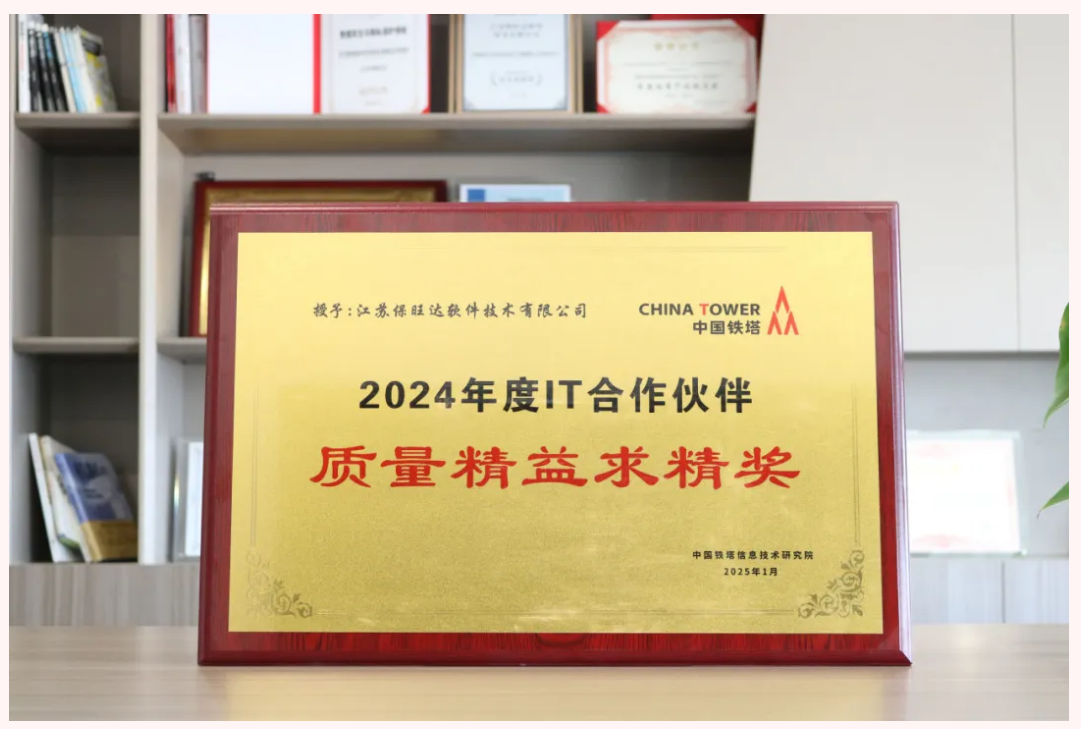 授予:江苏保旺达软件技术有限公司
CHINA TOWER
中国铁塔
2024年度IT合作伙伴
质量精益求精奖
中国铁塔信息技术研究院
2025年1月